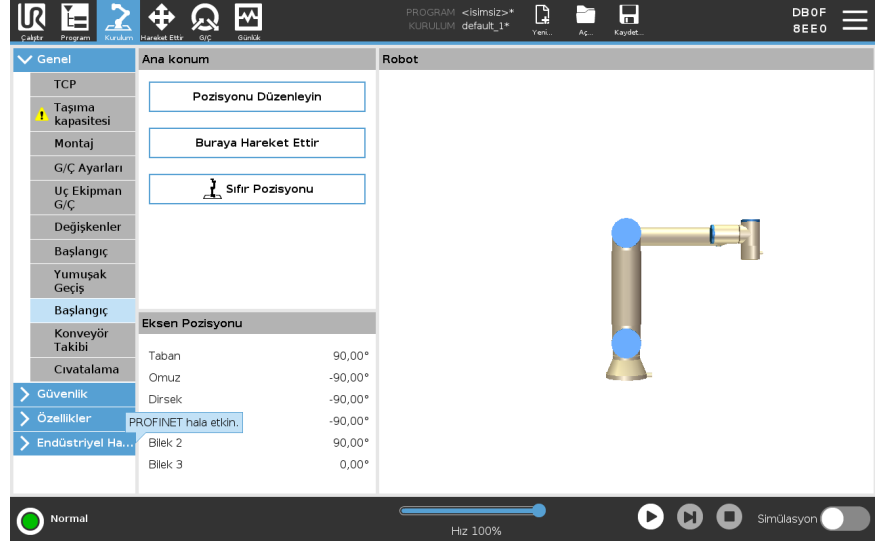 UR
Çalıştır
Program
Kurulum
Hareket Ettir
G/Ç
Günlük
PROGRAM <isimsiz>*
KURULUM default_1*
Yeni...
Aç...
Kaydet...
DB0F
8EE0
Genel
TCP
Taşıma
kapasitesi
Montaj
G/Ç Ayarları
Uç Ekipman
G/Ç
Değişkenler
Başlangıç
Yumuşak
Geçiş
Başlangıç
Konveyör
Takibi
Cıvatalama
Güvenlik
Özellikler
Endüstriyel Ha...
Ana konum
Pozisyonu Düzenleyin
Buraya Hareket Ettir
Sıfır Pozisyonu
Eksen Pozisyonu
Taban 90,00°
Omuz -90,00°
Dirsek -90,00°
PROFINET hala etkin. -90,00°
Bilek 2 90,00°
Bilek 3 0,00°
Robot
Normal
Hız 100%
Simülasyon